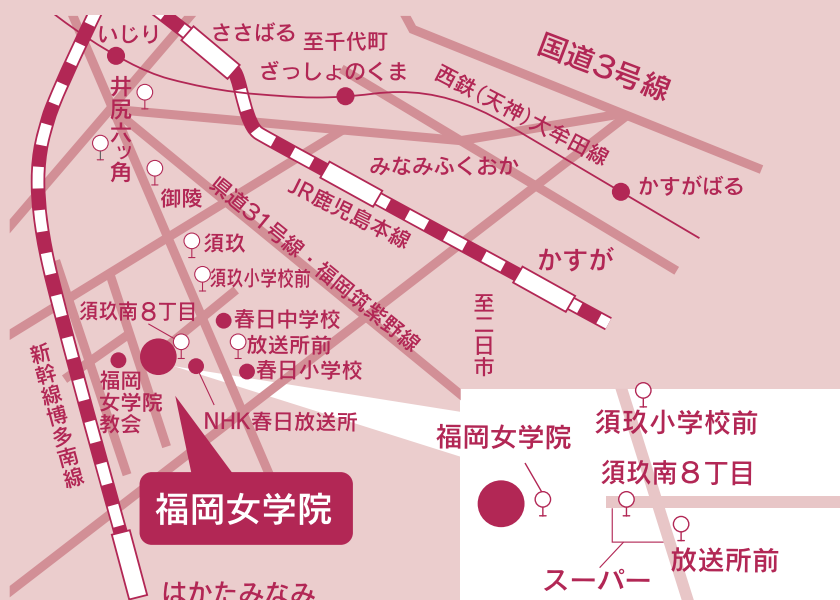 いじり
ささばる
至千代町
ざっしょのくま
国道3号線
西鉄(天神)大牟田線
井尻六ッ角
みなみふくおか
かすがばる
御陵
県道31号線・福岡筑紫野線
JR鹿児島本線
須玖
かすが
須玖小学校前
至二日市
須玖南8丁目
春日中学校
放送所前
春日小学校
新幹線博多南線
福岡
女学院
教会
NHK春日放送所
福岡女学院
はかたみなみ
須玖小学校前
福岡女学院
須玖南8丁目
放送所前
スーパー